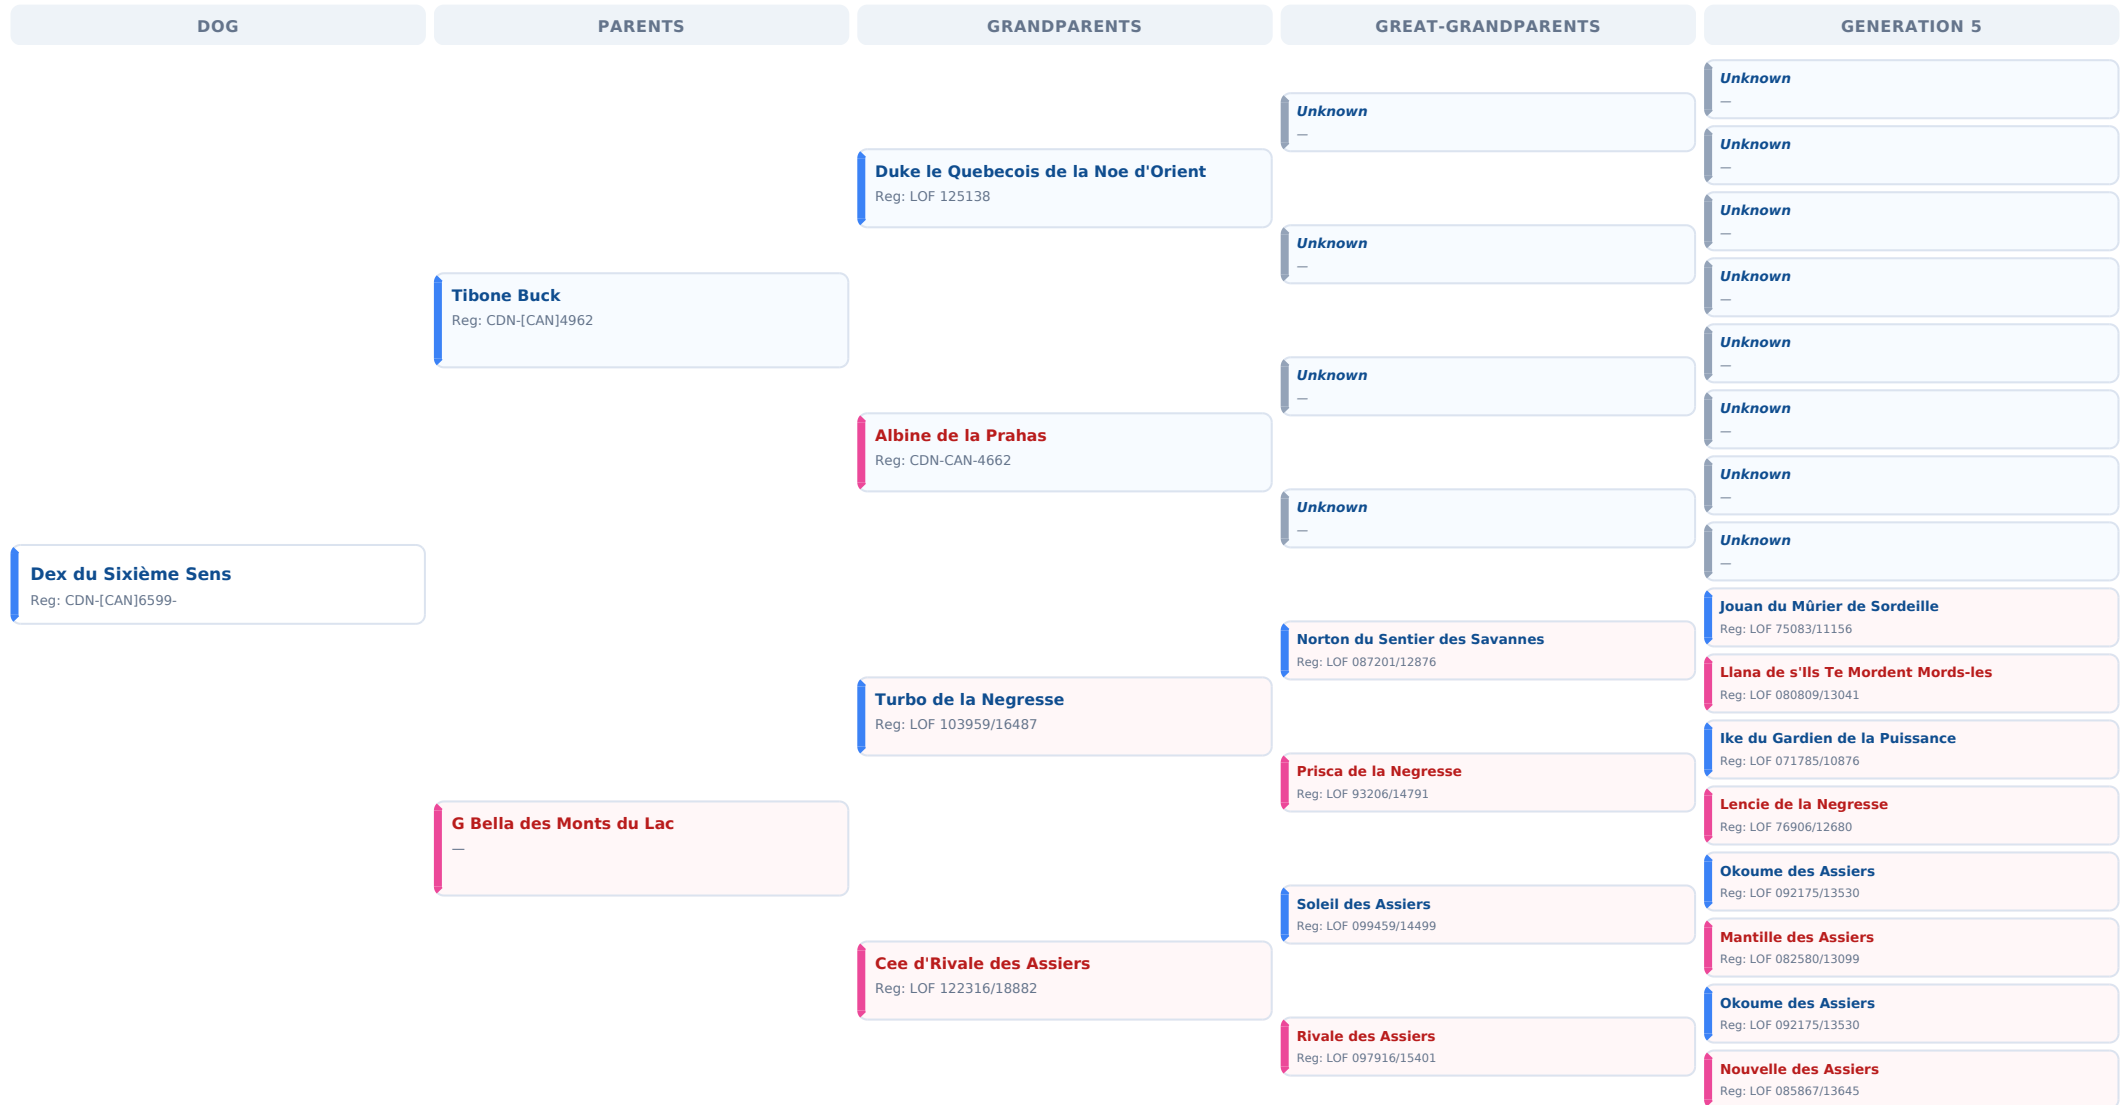 DOG
PARENTS
GRANDPARENTS
GREAT-GRANDPARENTS
GENERATION 5
Dex du Sixième Sens
Reg: CDN-[CAN]6599-
Tibone Buck
Reg: CDN-[CAN]4962
G Bella des Monts du Lac
—
Duke le Quebecois de la Noe d'Orient
Reg: LOF 125138
Albine de la Prahas
Reg: CDN-CAN-4662
Turbo de la Negresse
Reg: LOF 103959/16487
Cee d'Rivale des Assiers
Reg: LOF 122316/18882
Unknown
—
Unknown
—
Unknown
—
Unknown
—
Norton du Sentier des Savannes
Reg: LOF 087201/12876
Prisca de la Negresse
Reg: LOF 93206/14791
Soleil des Assiers
Reg: LOF 099459/14499
Rivale des Assiers
Reg: LOF 097916/15401
Unknown
—
Unknown
—
Unknown
—
Unknown
—
Unknown
—
Unknown
—
Unknown
—
Unknown
—
Jouan du Mûrier de Sordeille
Reg: LOF 75083/11156
Llana de s'Ils Te Mordent Mords-les
Reg: LOF 080809/13041
Ike du Gardien de la Puissance
Reg: LOF 071785/10876
Lencie de la Negresse
Reg: LOF 76906/12680
Okoume des Assiers
Reg: LOF 092175/13530
Mantille des Assiers
Reg: LOF 082580/13099
Okoume des Assiers
Reg: LOF 092175/13530
Nouvelle des Assiers
Reg: LOF 085867/13645